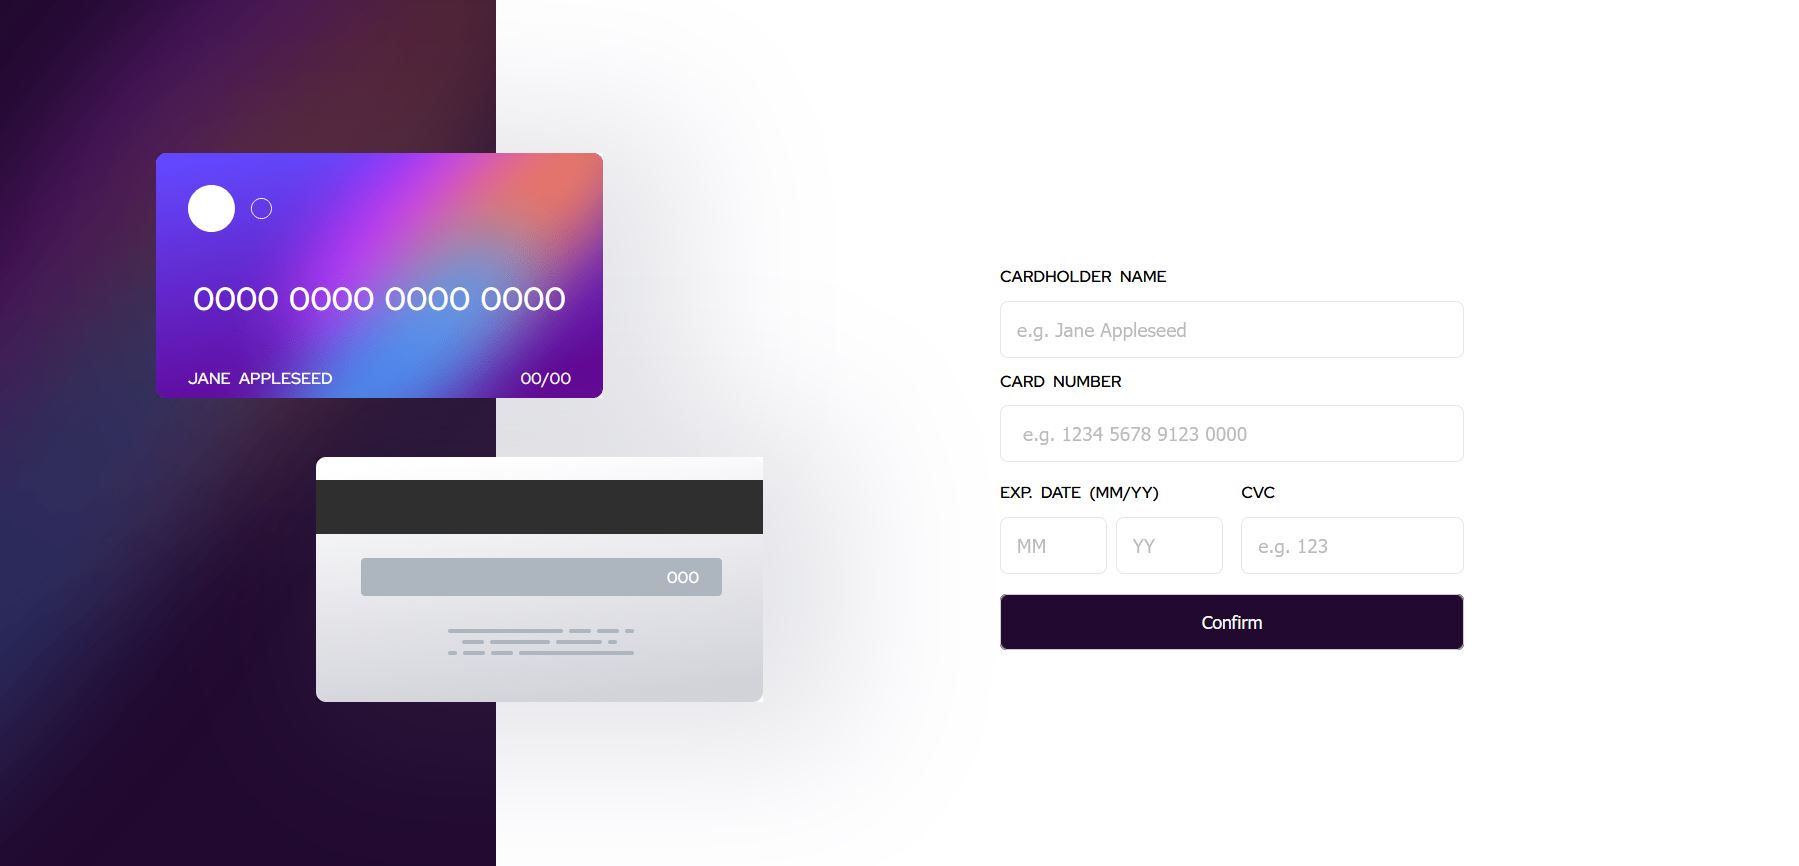 0000 0000 0000 0000
JANE APPLESEED 00/00
000
CARDHOLDER NAME
e.g. Jane Appleseed
CARD NUMBER
e.g. 1234 5678 9123 0000
EXP. DATE (MM/YY) CVC
MM YY e.g. 123
Confirm